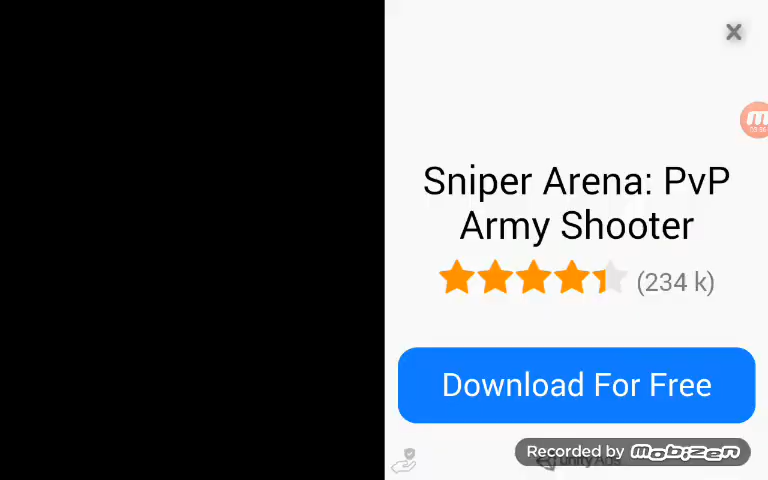 Sniper Arena: PvP
Army Shooter
(234 k)
Download For Free
Recorded by mobizen